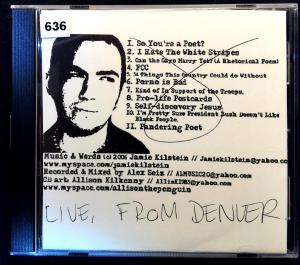 636
1. So You're a Poet?
2. I Hate The White Stripes
3. Can the Gays Marry Yet? (A Rhetorical Poem)
4. FCC
5. 34 Things This Country Could do Without
6. Porno is Bad
7. Kind of In Support of the Troops.
8. Pro-life Postcards
9. Self-discovery Jesus
10. I'm Pretty Sure President Bush Doesn't Like
Black People.
11. Pandering Poet
Music & Words (c) 2006 Jamie Kilstein // Jamiekilstein@yahoo.co
www.myspace.com/jamiekilstein
Recorded & Mixed by Alex Seiz // A1MUSIC20@yahoo.com
CD art Allison Kilkenny // AllieK1983@yahoo.com
www.myspace.com/allisonthepenguin
LIVE, FROM DENVER